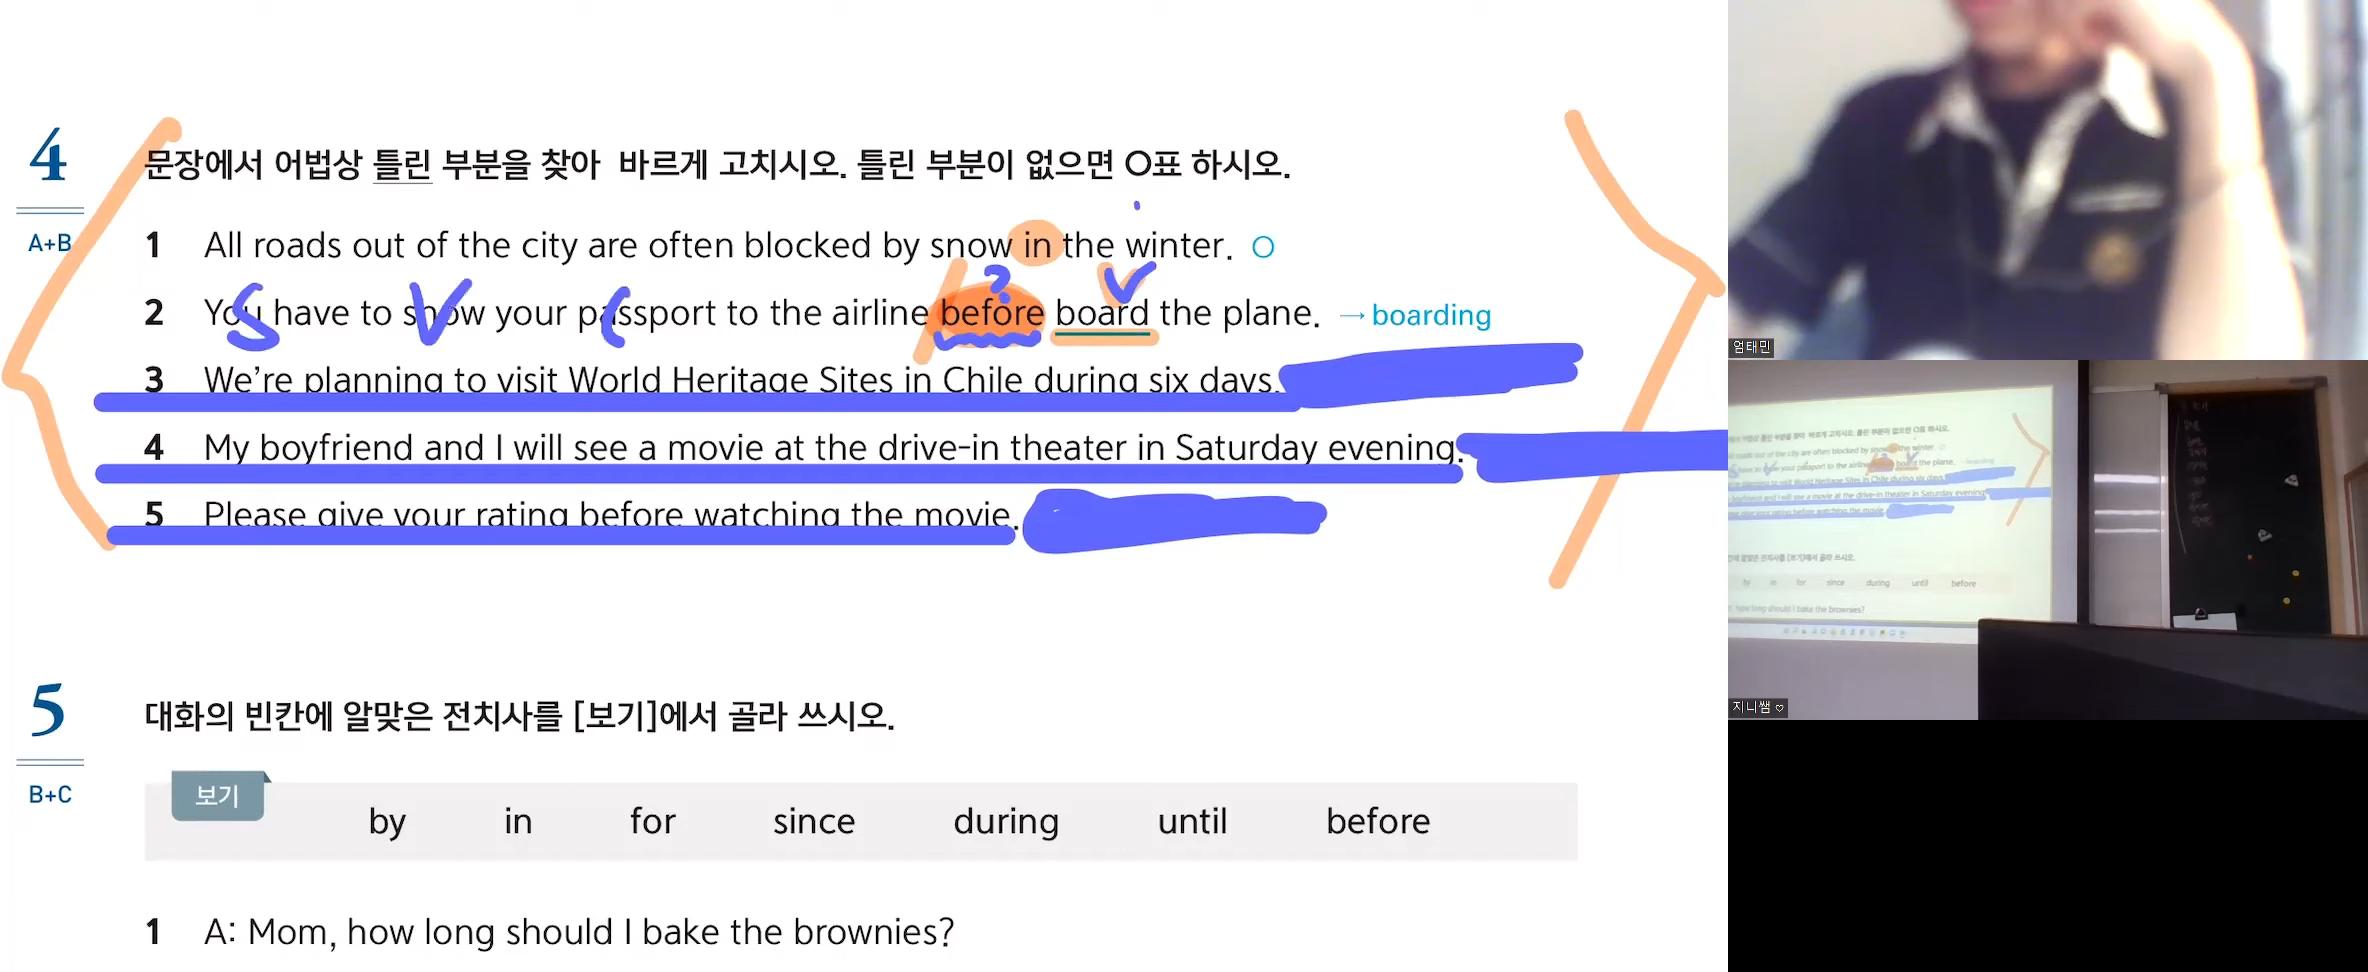 4
A+B
문장에서 어법상 틀린 부분을 찾아 바르게 고치시오. 틀린 부분이 없으면 O표 하시오.
1 All roads out of the city are often blocked by snow in the winter. O
? V
S V C
2 You have to show your passport to the airline before board the plane. → boarding
3 We're planning to visit World Heritage Sites in Chile during six days.
4 My boyfriend and I will see a movie at the drive-in theater in Saturday evening.
5 Please give your rating before watching the movie.
5
B+C
대화의 빈칸에 알맞은 전치사를 [보기]에서 골라 쓰시오.
보기
by in for since during until before
1 A: Mom, how long should I bake the brownies?
엄태민
지니쌤 ♡